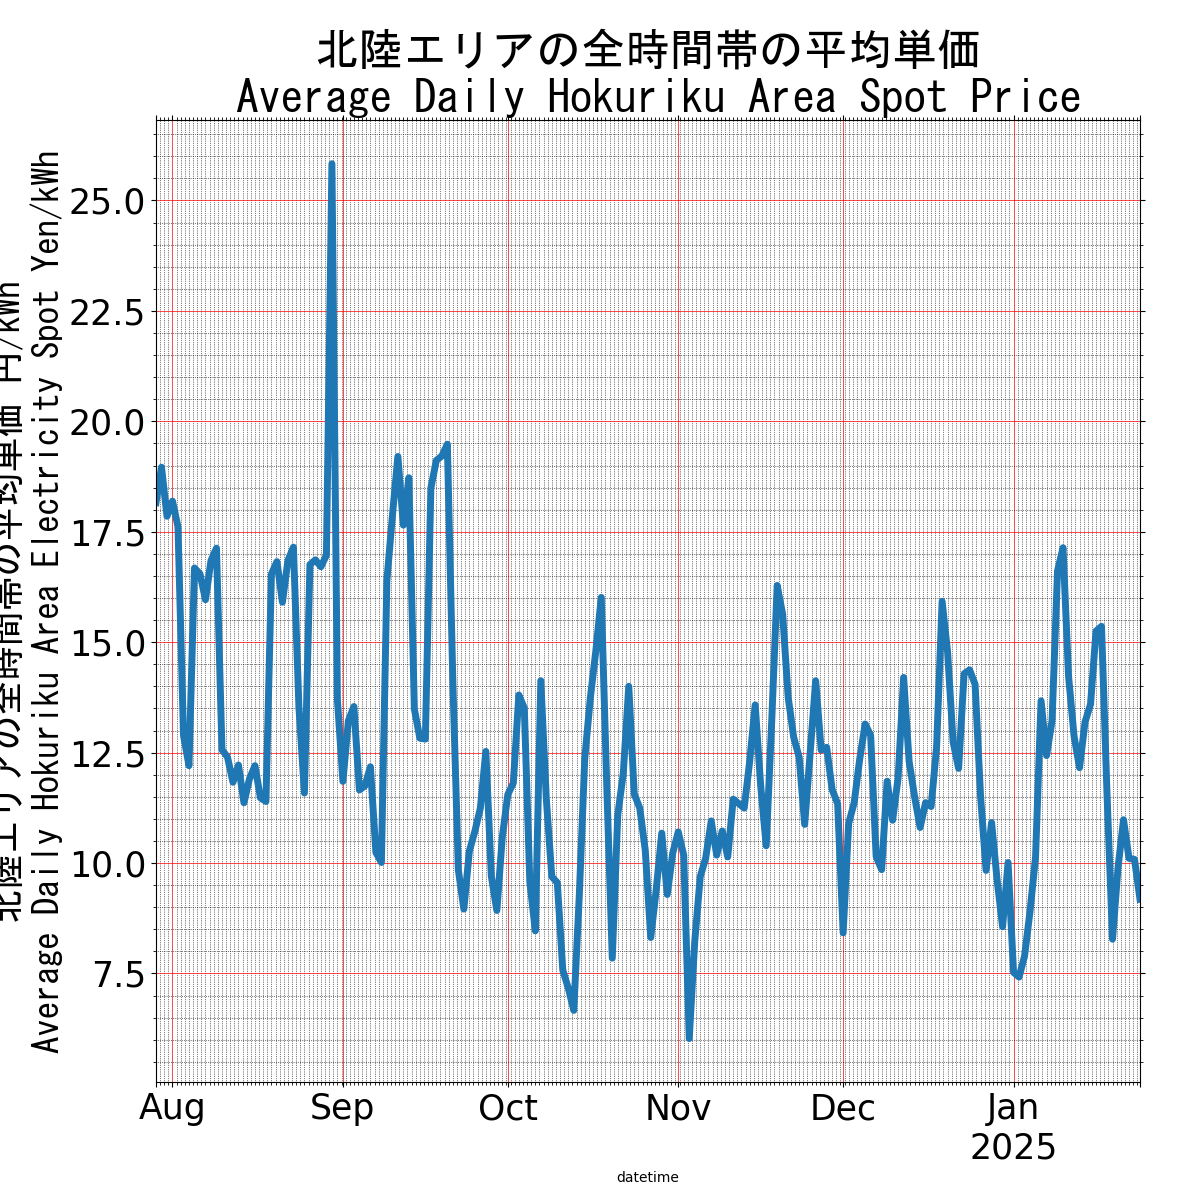 北陸エリアの全時間帯の平均単価
Average Daily Hokuriku Area Spot Price
北陸エリアの全時間帯の平均単価 円/kWh
Average Daily Hokuriku Area Electricity Spot Yen/kWh
25.0
22.5
20.0
17.5
15.0
12.5
10.0
7.5
Aug
Sep
Oct
Nov
Dec
Jan
2025
datetime